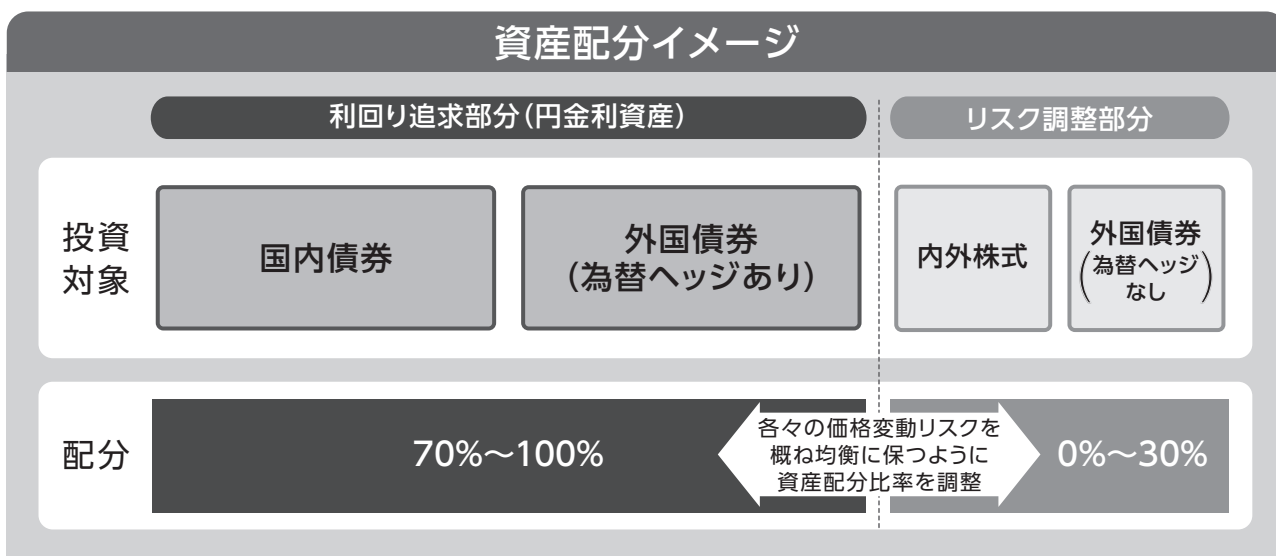 資産配分イメージ
利回り追求部分(円金利資産)
リスク調整部分
投資
対象
国内債券
外国債券
(為替ヘッジあり)
内外株式
外国債券
(為替ヘッジ
なし)
配分
70%～100%
各々の価格変動リスクを
概ね均衡に保つように
資産配分比率を調整
0%～30%